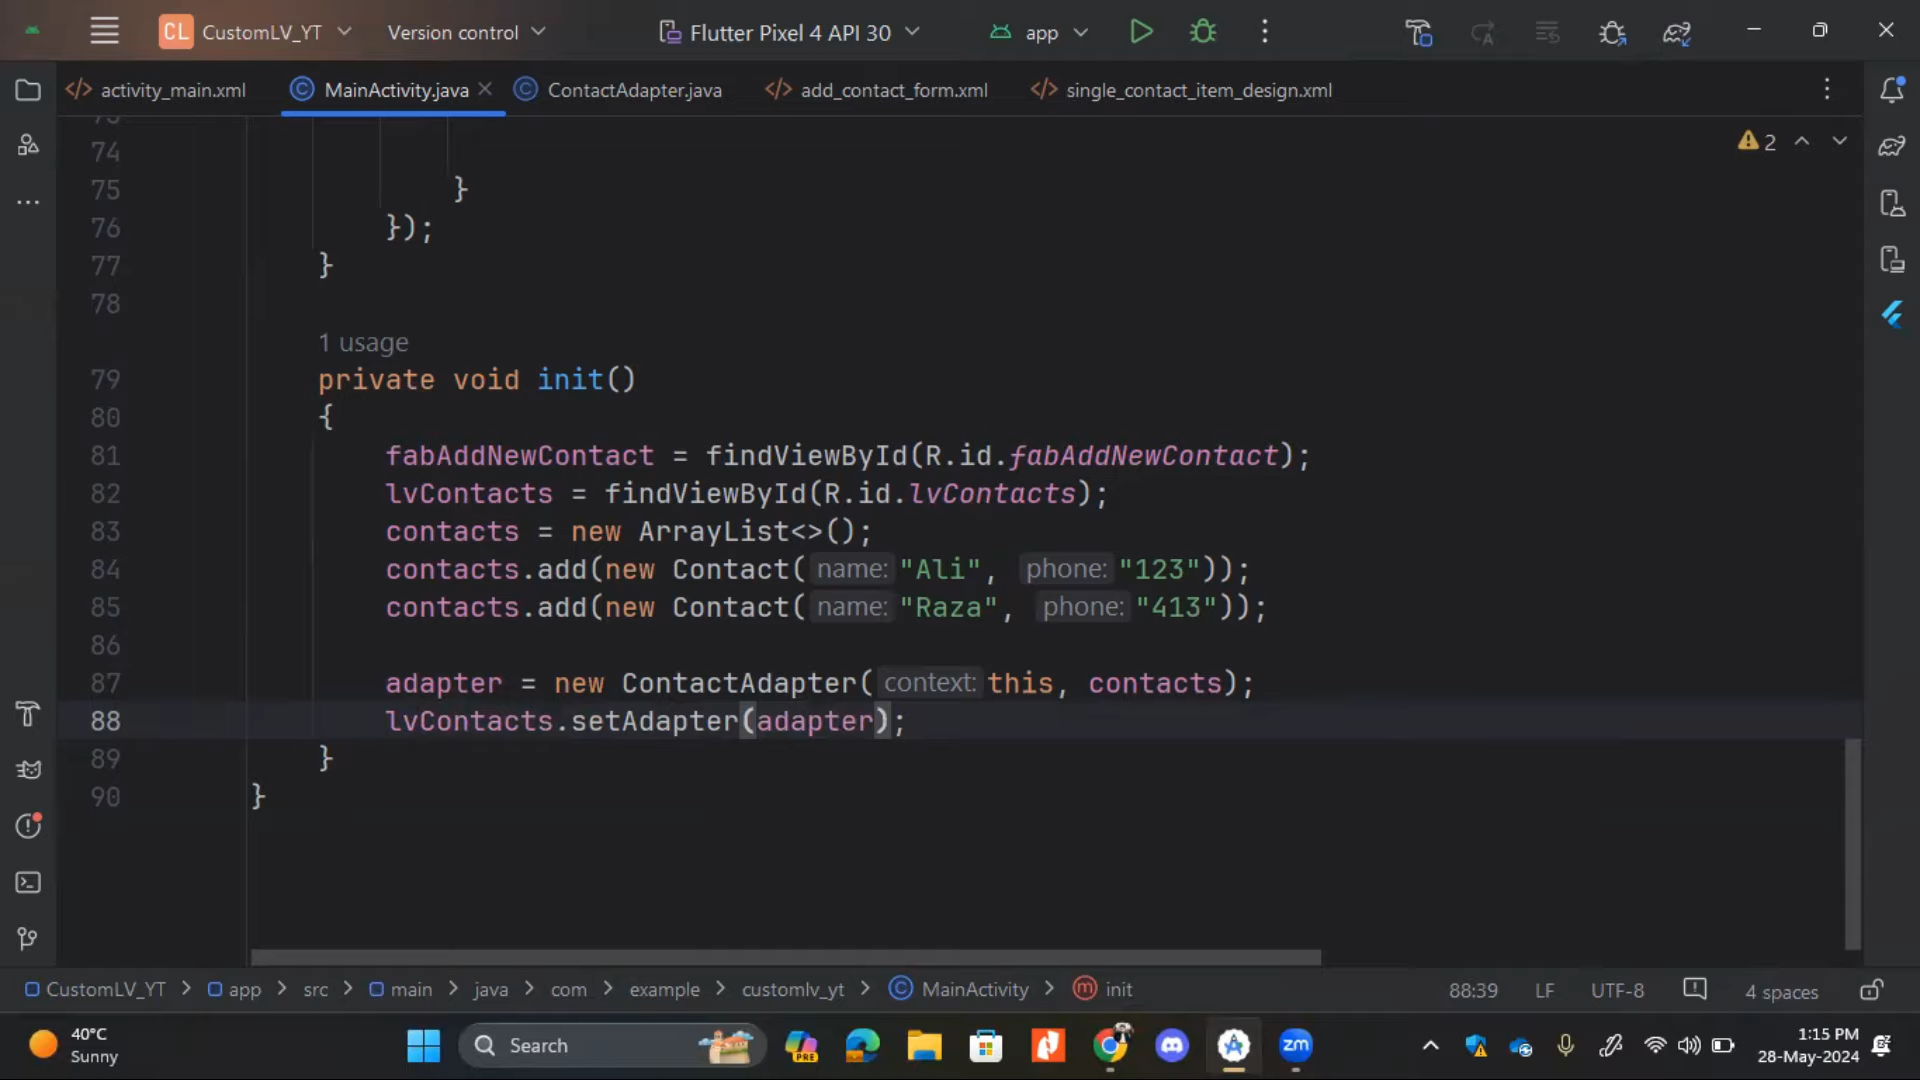 CL CustomLV_YT Version control Flutter Pixel 4 API 30 app
activity_main.xml MainActivity.java ContactAdapter.java add_contact_form.xml single_contact_item_design.xml
74
2
75 }
76 });
77 }
78
1 usage
79 private void init()
80 {
81 fabAddNewContact = findViewById(R.id.fabAddNewContact);
82 lvContacts = findViewById(R.id.lvContacts);
83 contacts = new ArrayList<>();
84 contacts.add(new Contact( name: "Ali", phone: "123"));
85 contacts.add(new Contact( name: "Raza", phone: "413"));
86
87 adapter = new ContactAdapter( context: this, contacts);
88 lvContacts.setAdapter(adapter);
89 }
90 }
CustomLV_YT > app > src > main > java > com > example > customlv_yt > MainActivity > init 88:39 LF UTF-8 4 spaces
40°C
Sunny
Search
PRE
zm
1:15 PM
28-May-2024